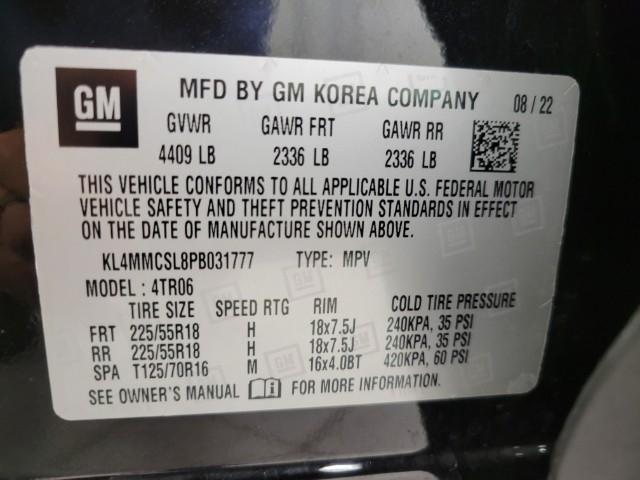 GM MFD BY GM KOREA COMPANY 08 / 22
GVWR GAWR FRT GAWR RR
4409 LB 2336 LB 2336 LB
THIS VEHICLE CONFORMS TO ALL APPLICABLE U.S. FEDERAL MOTOR
VEHICLE SAFETY AND THEFT PREVENTION STANDARDS IN EFFECT
ON THE DATE OF MANUFACTURE SHOWN ABOVE.
KL4MMCSL8PB031777 TYPE: MPV
MODEL : 4TR06
TIRE SIZE SPEED RTG RIM COLD TIRE PRESSURE
FRT 225/55R18 H 18x7.5J 240KPA, 35 PSI
RR 225/55R18 H 18x7.5J 240KPA, 35 PSI
SPA T125/70R16 M 16x4.0BT 420KPA, 60 PSI
SEE OWNER'S MANUAL i FOR MORE INFORMATION.